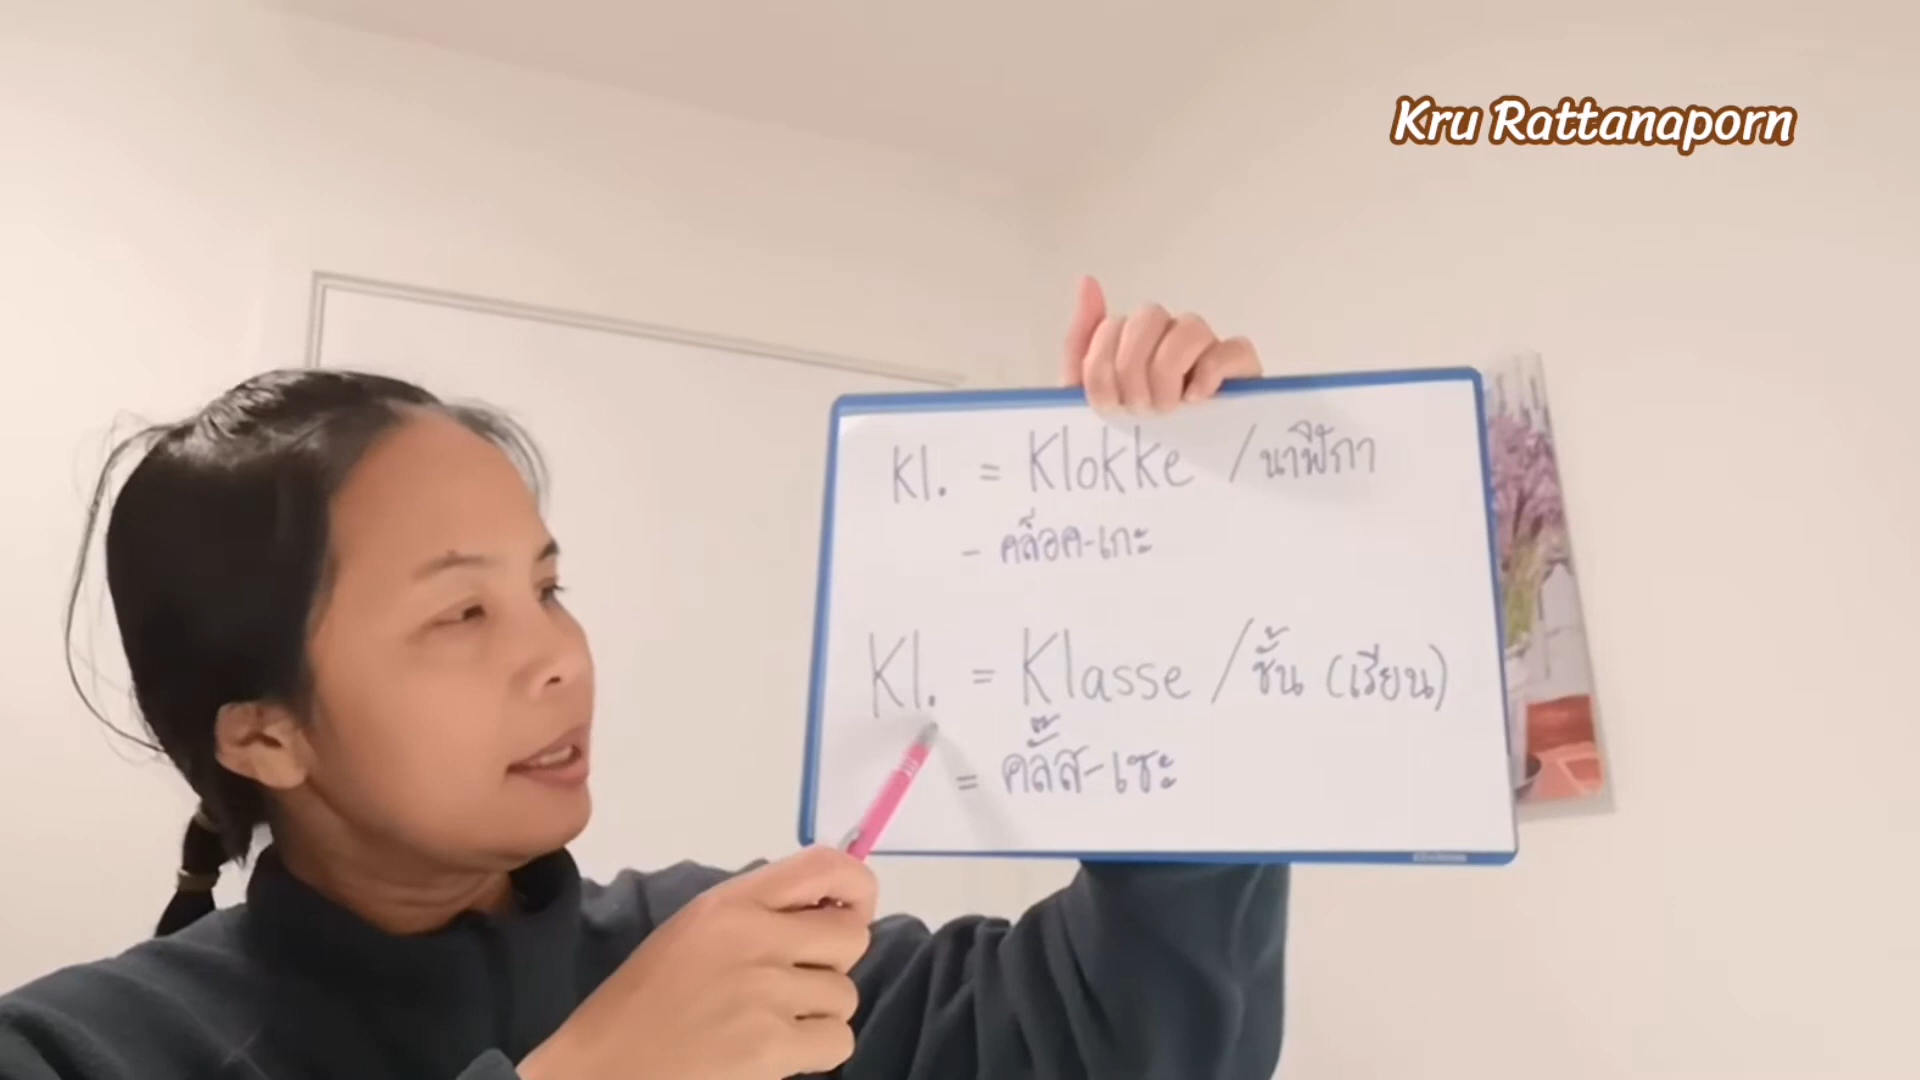 Kru Rattanaporn
Kl. = Klokke / นาฬิกา
- คล็อค-เกะ
Kl. = Klasse / ชั้น (เรียน)
= คลั๊ส-เซะ